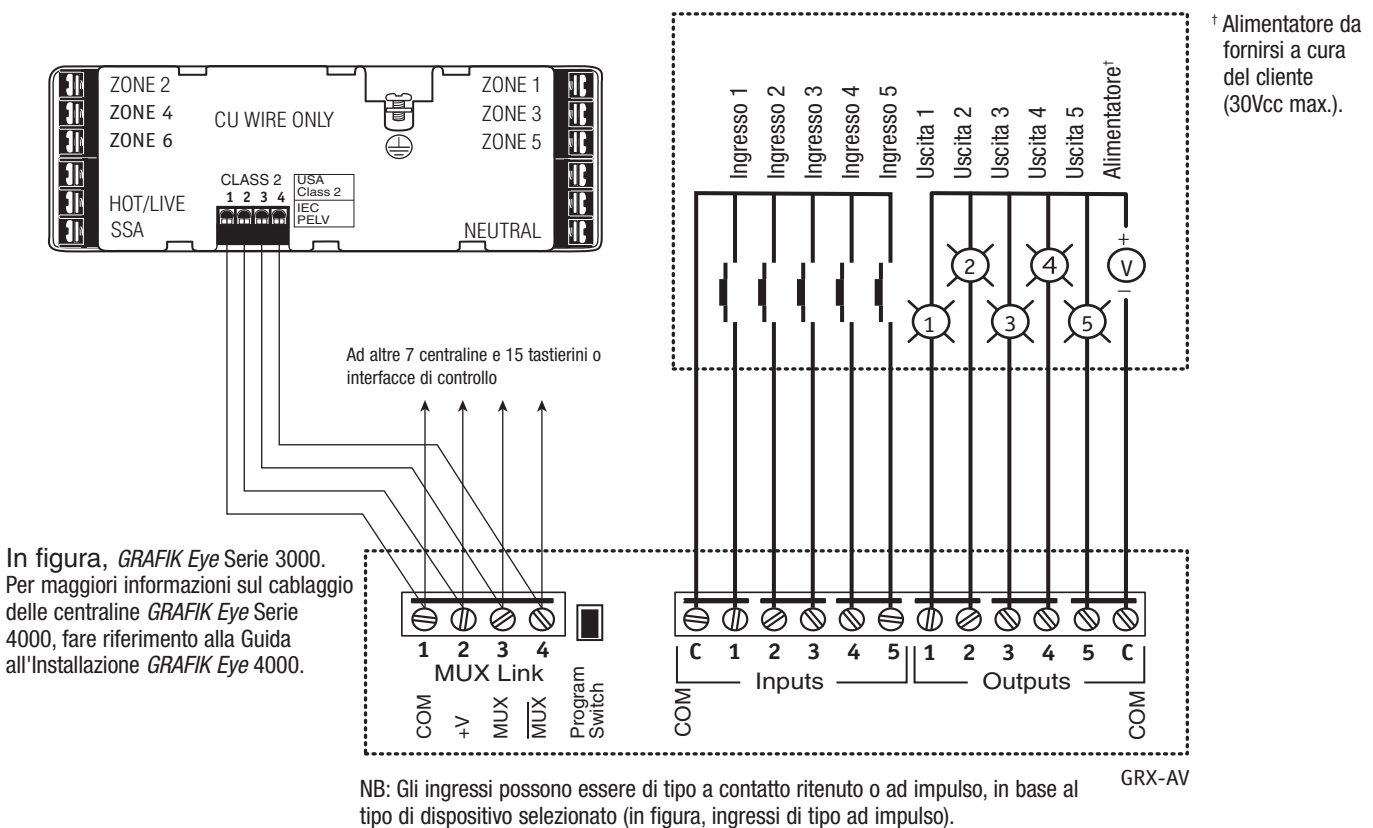 ZONE 2
ZONE 4
ZONE 6
HOT/LIVE
SSA
CU WIRE ONLY
CLASS 2
1 2 3 4
USA
Class 2
IEC
PELV
ZONE 1
ZONE 3
ZONE 5
NEUTRAL
Ingresso 1
Ingresso 2
Ingresso 3
Ingresso 4
Ingresso 5
Uscita 1
Uscita 2
Uscita 3
Uscita 4
Uscita 5
Alimentatore†
† Alimentatore da
fornirsi a cura
del cliente
(30Vcc max.).
1
2
3
4
5
+
V
–
Ad altre 7 centraline e 15 tastierini o
interfacce di controllo
In figura, GRAFIK Eye Serie 3000.
Per maggiori informazioni sul cablaggio
delle centraline GRAFIK Eye Serie
4000, fare riferimento alla Guida
all'Installazione GRAFIK Eye 4000.
1 2 3 4
MUX Link
COM
+V
MUX
MUX
Program
Switch
C 1 2 3 4 5 1 2 3 4 5 C
Inputs
Outputs
COM
COM
GRX-AV
NB: Gli ingressi possono essere di tipo a contatto ritenuto o ad impulso, in base al
tipo di dispositivo selezionato (in figura, ingressi di tipo ad impulso).